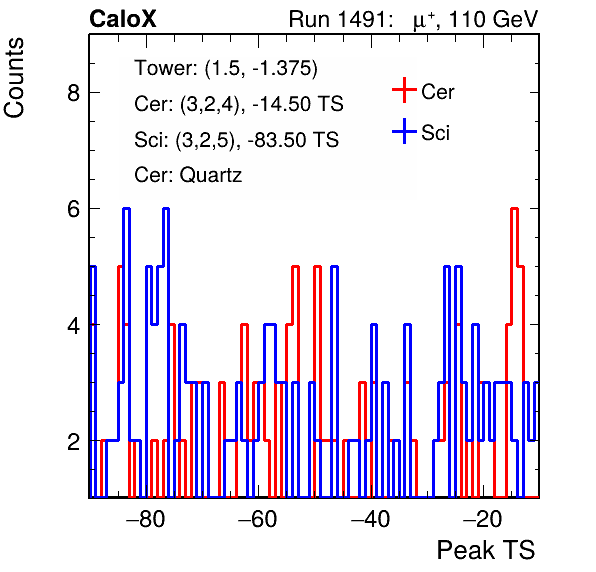 CaloX
Run 1491: μ⁺, 110 GeV
Counts
Tower: (1.5, -1.375)
Cer: (3,2,4), -14.50 TS
Sci: (3,2,5), -83.50 TS
Cer: Quartz
Cer
Sci
8
6
4
2
−80 −60 −40 −20
Peak TS